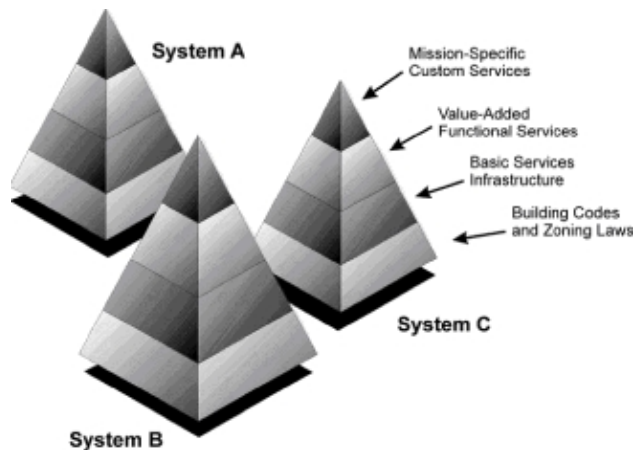 System A
Mission-Specific
Custom Services
Value-Added
Functional Services
Basic Services
Infrastructure
Building Codes
and Zoning Laws
System C
System B